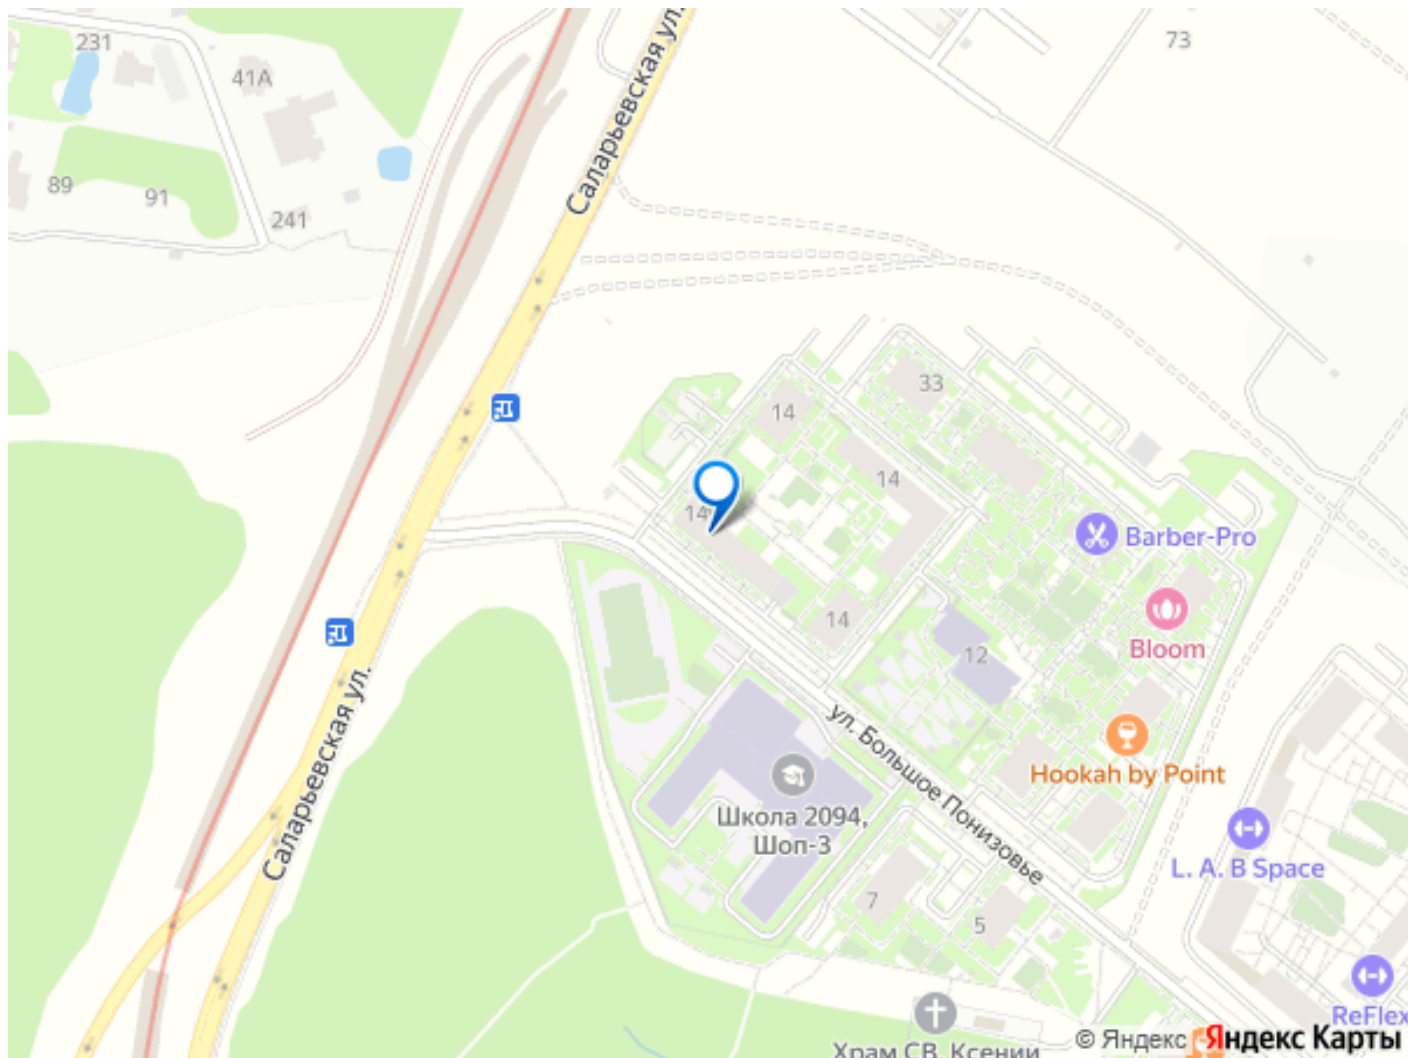 231
41А
73
Саларьевская ул.
89
91
241
33
14
14
14
Barber-Pro
Bloom
14
12
ул. Большое Понизовье
Hookah by Point
Саларьевская ул.
Школа 2094,
Шоп-3
L. A. B Space
7
5
ReFlex
Храм СВ. Ксении
© Яндекс
Яндекс Карты